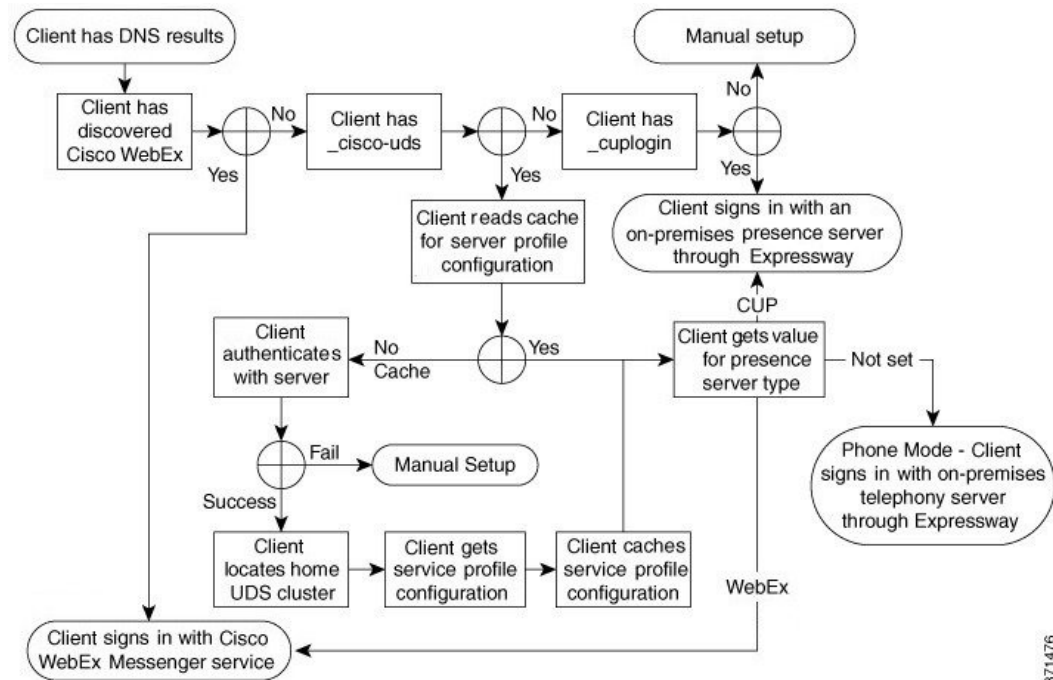 Client has DNS results
Manual setup
Client has
discovered
Cisco WebEx
No
Client has
_cisco-uds
No
Client has
_cuplogin
No
Yes
Yes
Yes
Client reads cache
for server profile
configuration
Client signs in with an
on-premises presence server
through Expressway
CUP
Client
authenticates
with server
No
Cache
Yes
Client gets value
for presence
server type
Not set
Fail
Manual Setup
Success
Phone Mode - Client
signs in with on-premises
telephony server
through Expressway
Client
locates home
UDS cluster
Client gets
service profile
configuration
Client caches
service profile
configuration
WebEx
Client signs in with Cisco
WebEx Messenger service
371476